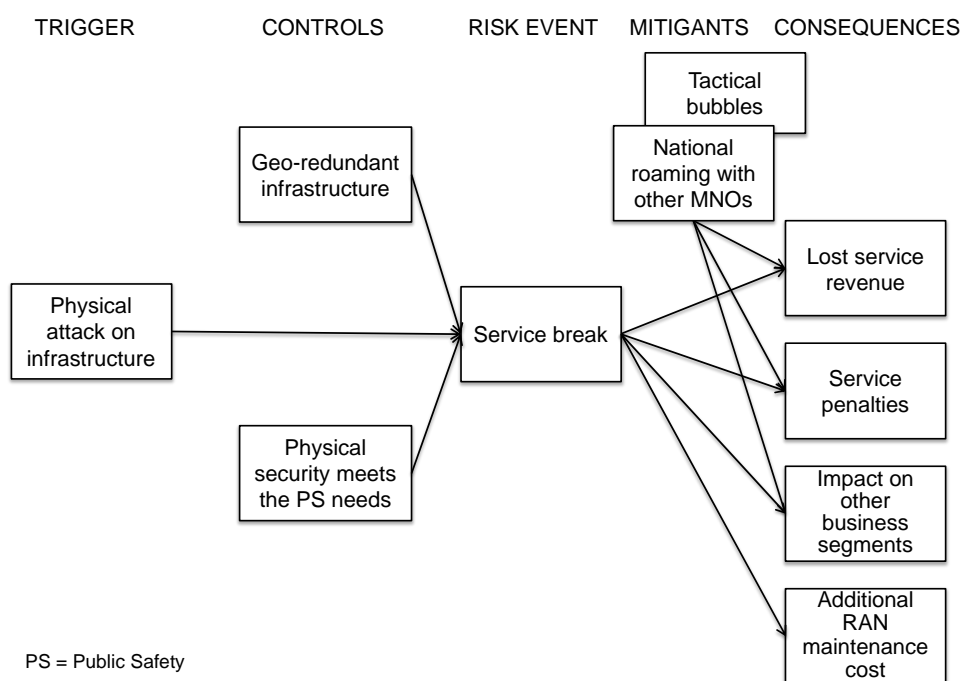 TRIGGER
CONTROLS
RISK EVENT
MITIGANTS
CONSEQUENCES
Tactical
bubbles
National
roaming with
other MNOs
Geo-redundant
infrastructure
Lost service
revenue
Physical
attack on
infrastructure
Service break
Service
penalties
Physical
security meets
the PS needs
Impact on
other
business
segments
Additional
RAN
maintenance
cost
PS = Public Safety